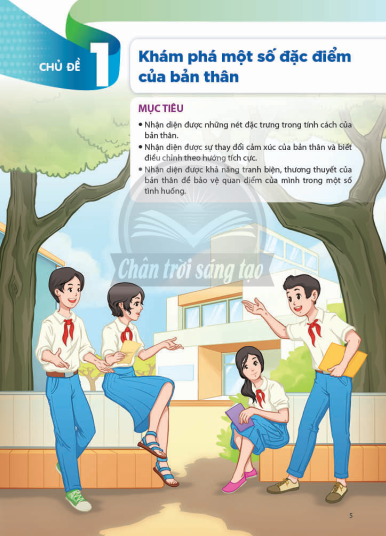 CHỦ ĐỀ 1
Khám phá một số đặc điểm
của bản thân
MỤC TIÊU
• Nhận diện được những nét đặc trưng trong tính cách của
bản thân.
• Nhận diện được sự thay đổi cảm xúc của bản thân và biết
điều chỉnh theo hướng tích cực.
• Nhận diện được khả năng tranh biện, thương thuyết của
bản thân để bảo vệ quan điểm của mình trong một số
tình huống.
Chân trời sáng tạo
5